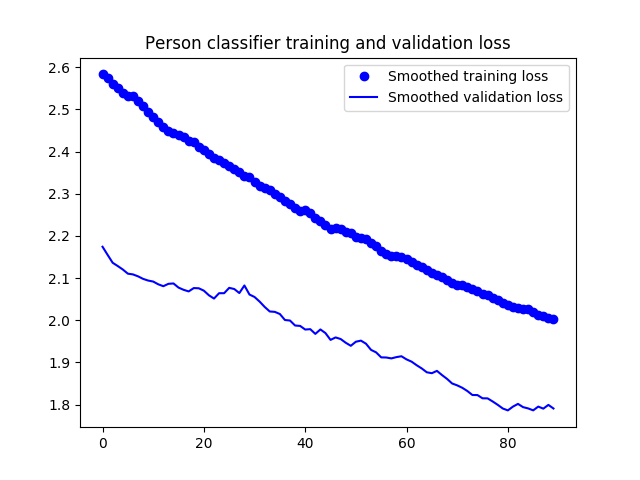 Person classifier training and validation loss
Smoothed training loss
Smoothed validation loss
2.6
2.5
2.4
2.3
2.2
2.1
2.0
1.9
1.8
0 20 40 60 80